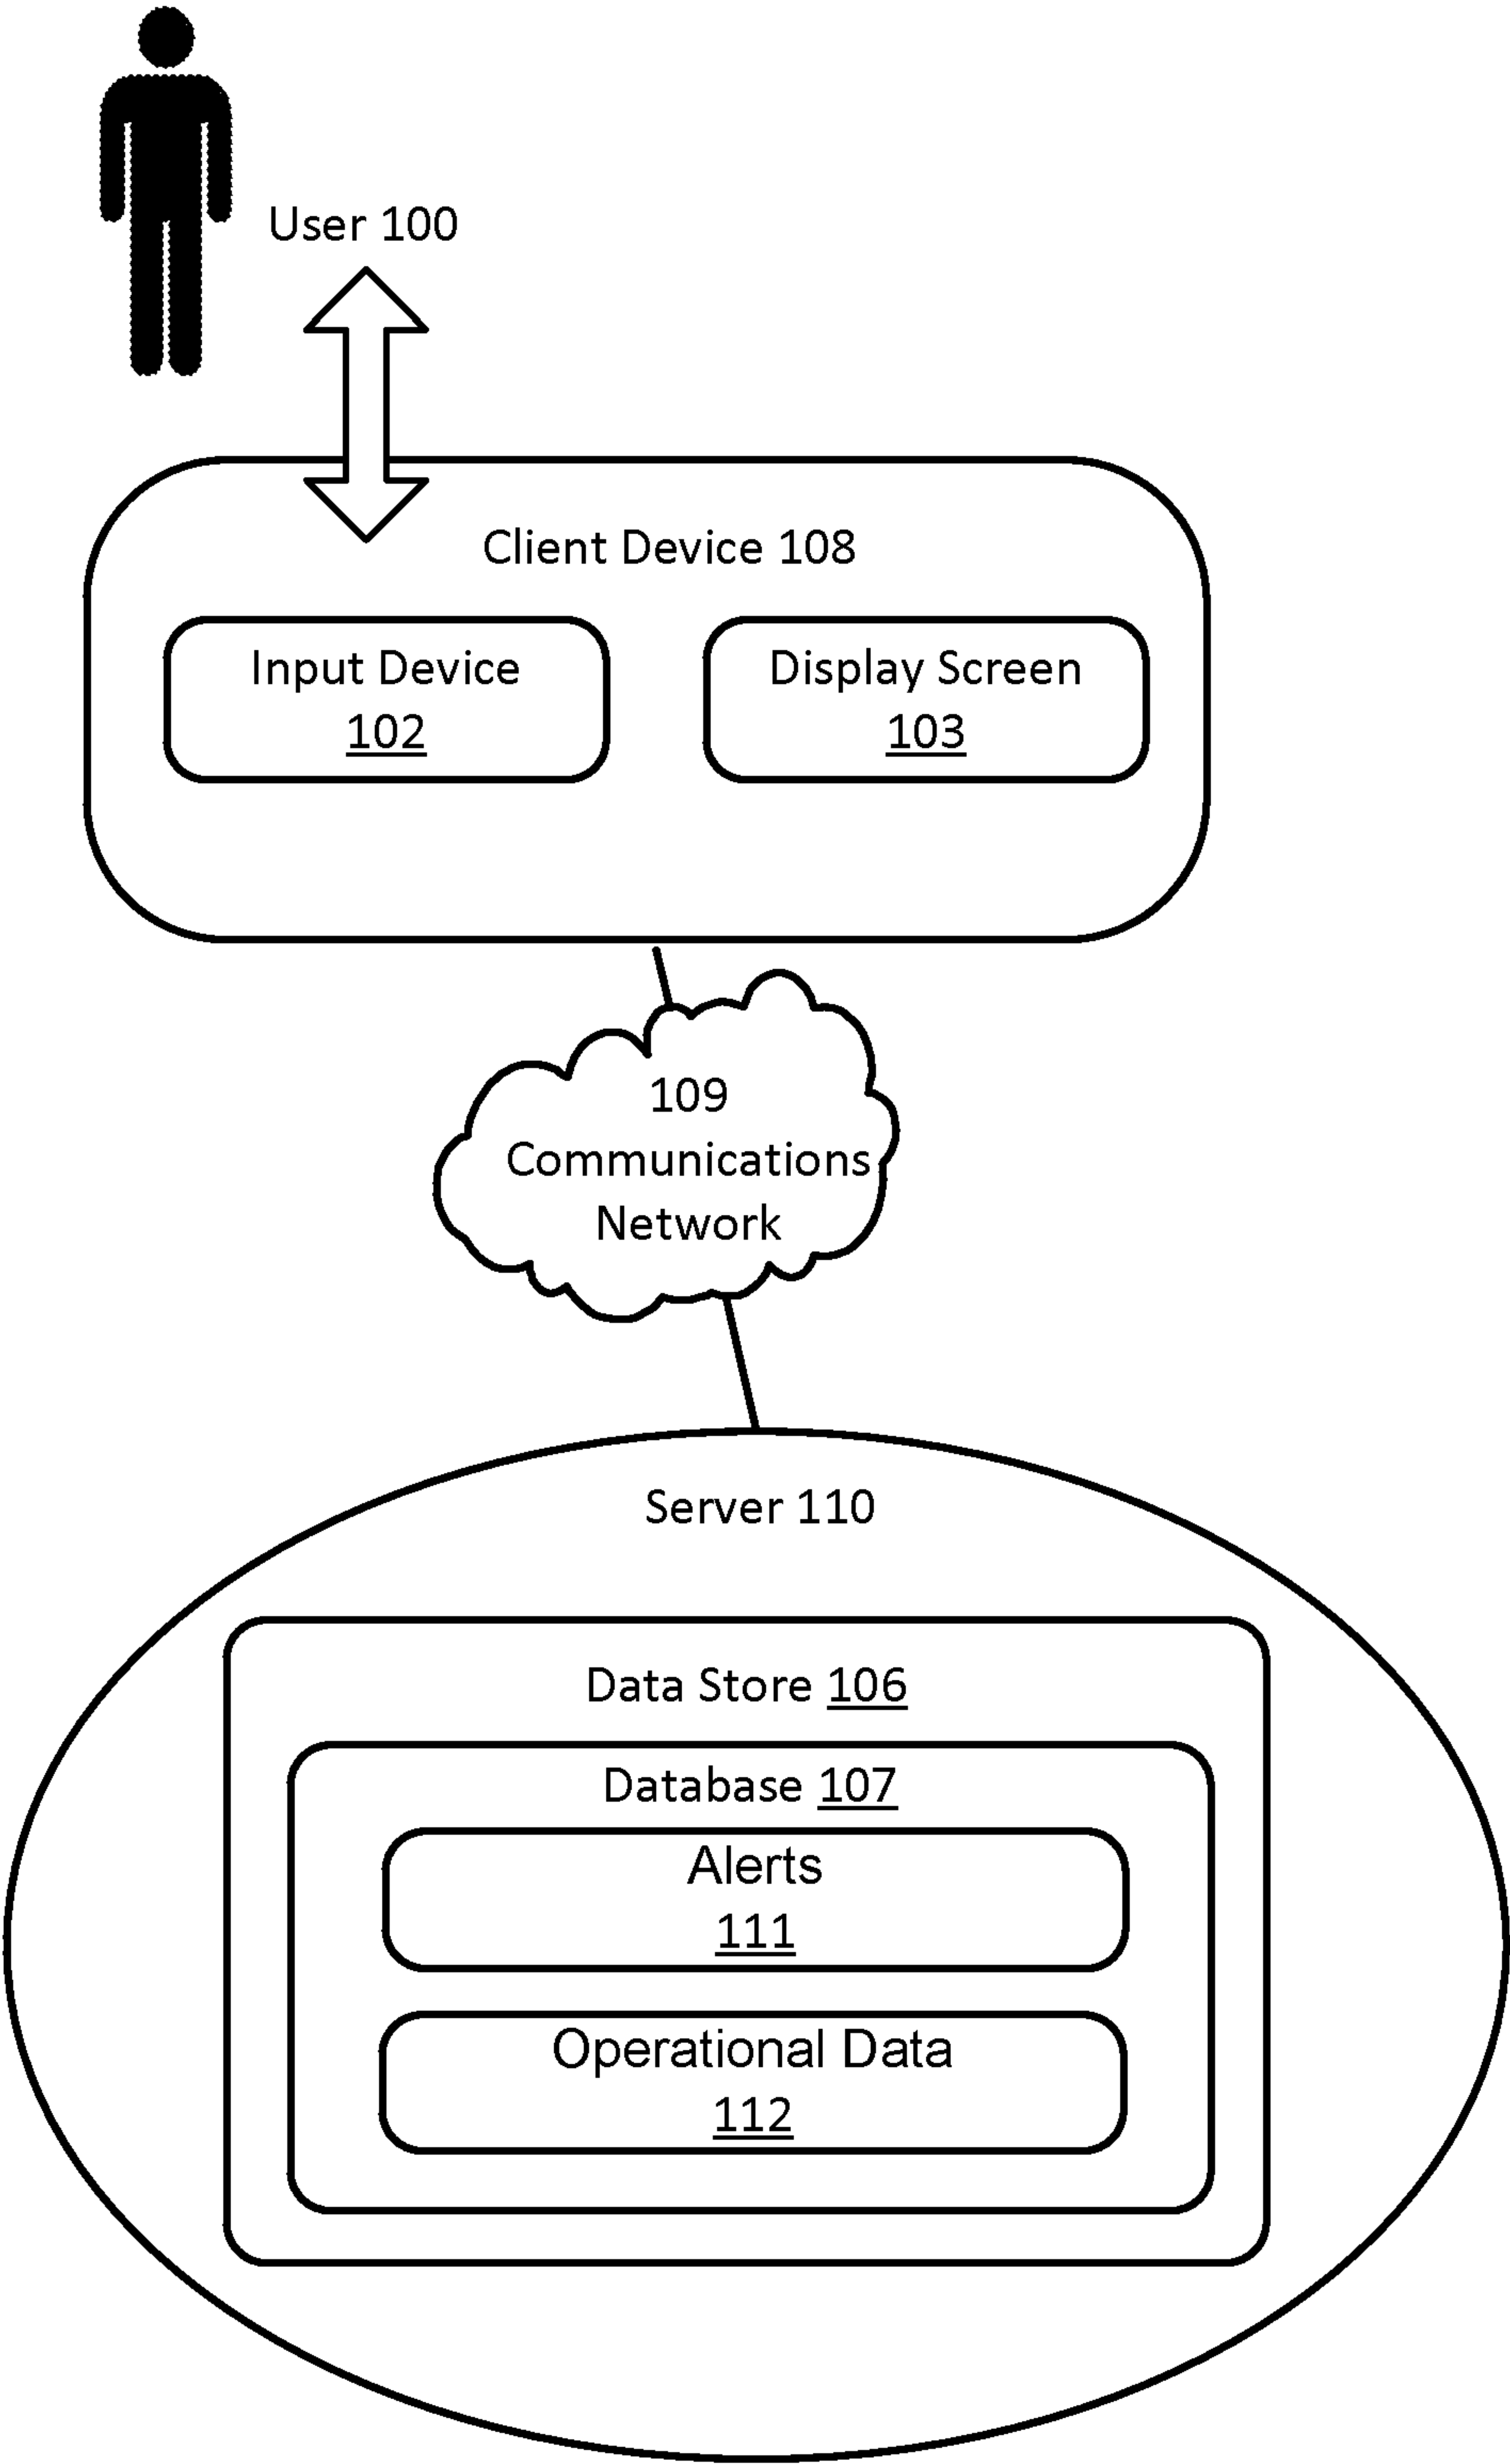 User 100
Client Device 108
Input Device
102
Display Screen
103
109
Communications
Network
Server 110
Data Store 106
Database 107
Alerts
111
Operational Data
112